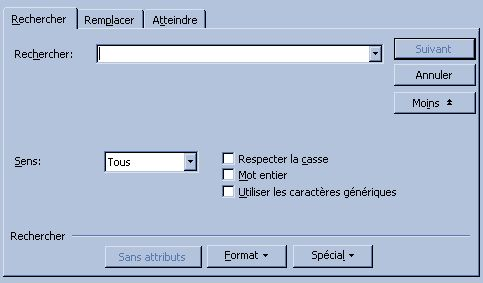 Rechercher Remplacer Atteindre
Rechercher: Suivant
Annuler
Moins
Sens: Tous Respecter la casse
Mot entier
Utiliser les caractères génériques
Rechercher
Sans attributs Format Spécial